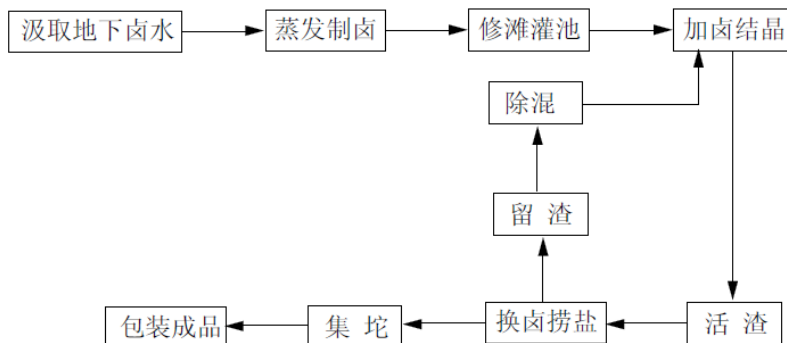 汲取地下卤水
蒸发制卤
修滩灌池
加卤结晶
除混
留 渣
包装成品
集 坨
换卤捞盐
活 渣